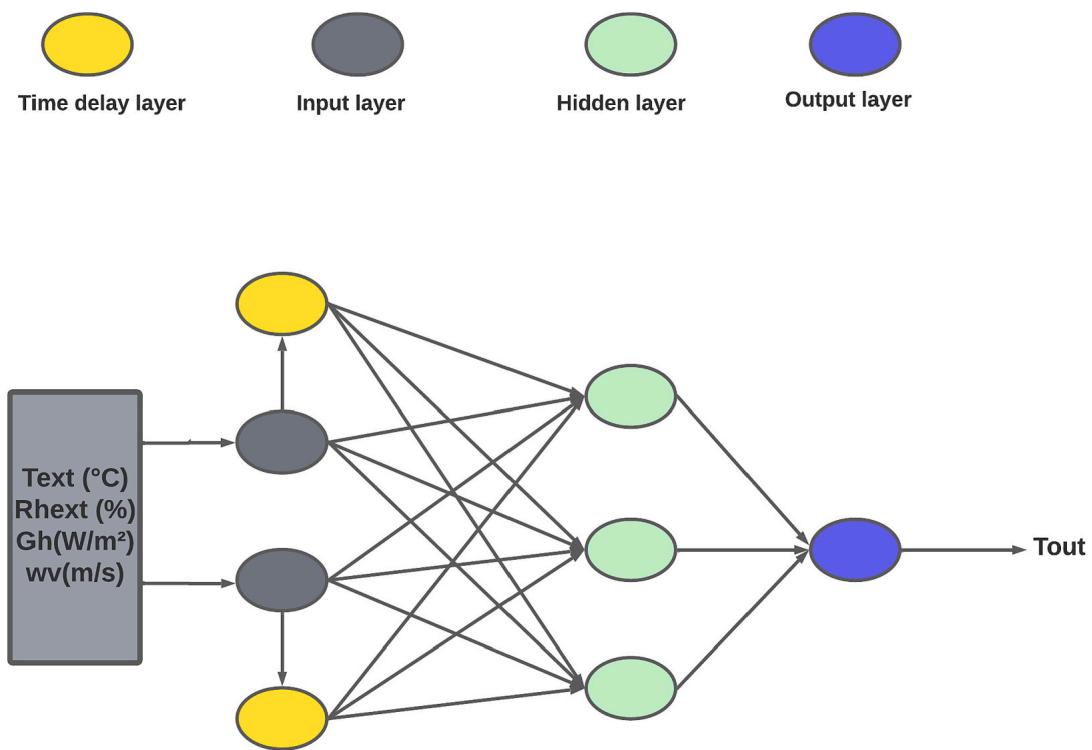 Time delay layer
Input layer
Hidden layer
Output layer
Text (°C)
Rhext (%)
Gh(W/m²)
wv(m/s)
Tout